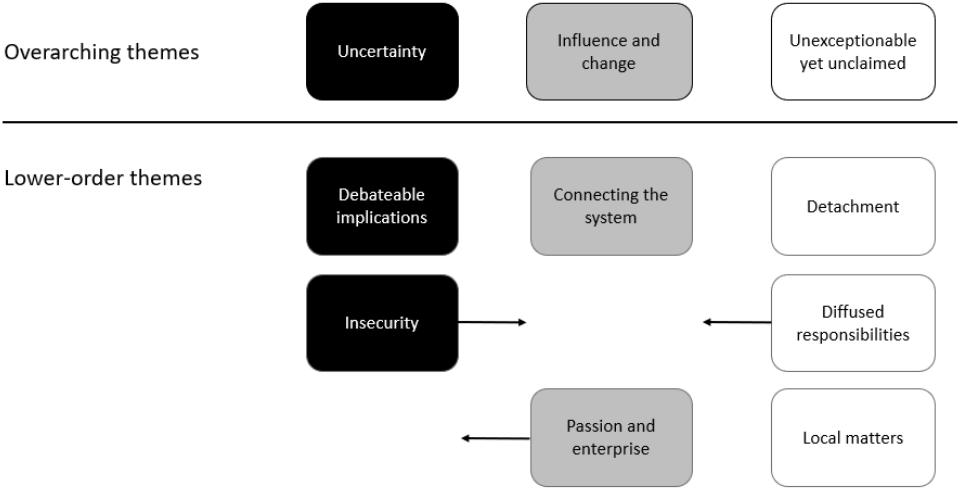 Overarching themes
Uncertainty
Influence and
change
Unexceptionable
yet unclaimed
Lower-order themes
Debateable
implications
Connecting the
system
Detachment
Insecurity
Diffused
responsibilities
Passion and
enterprise
Local matters